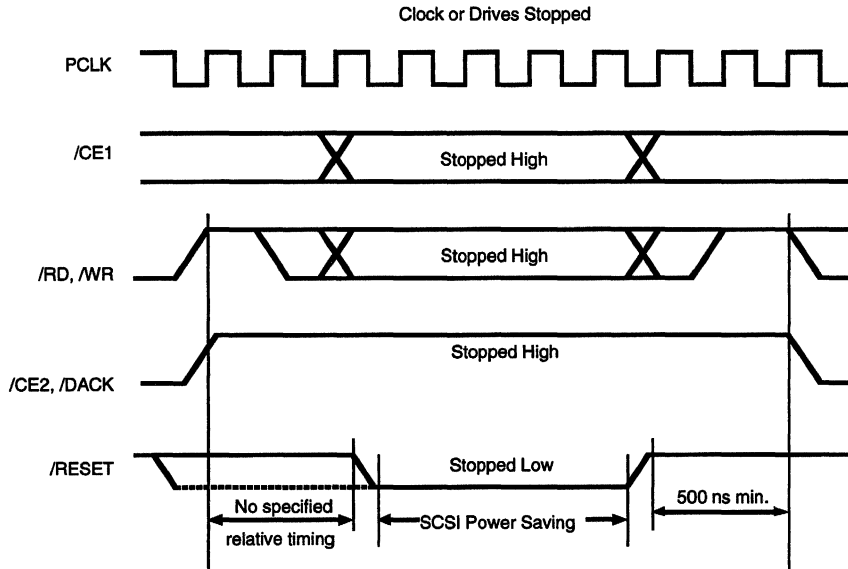 Clock or Drives Stopped
PCLK
/CE1
Stopped High
/RD, /WR
Stopped High
Stopped High
/CE2, /DACK
/RESET
Stopped Low
No specified
relative timing
SCSI Power Saving
500 ns min.